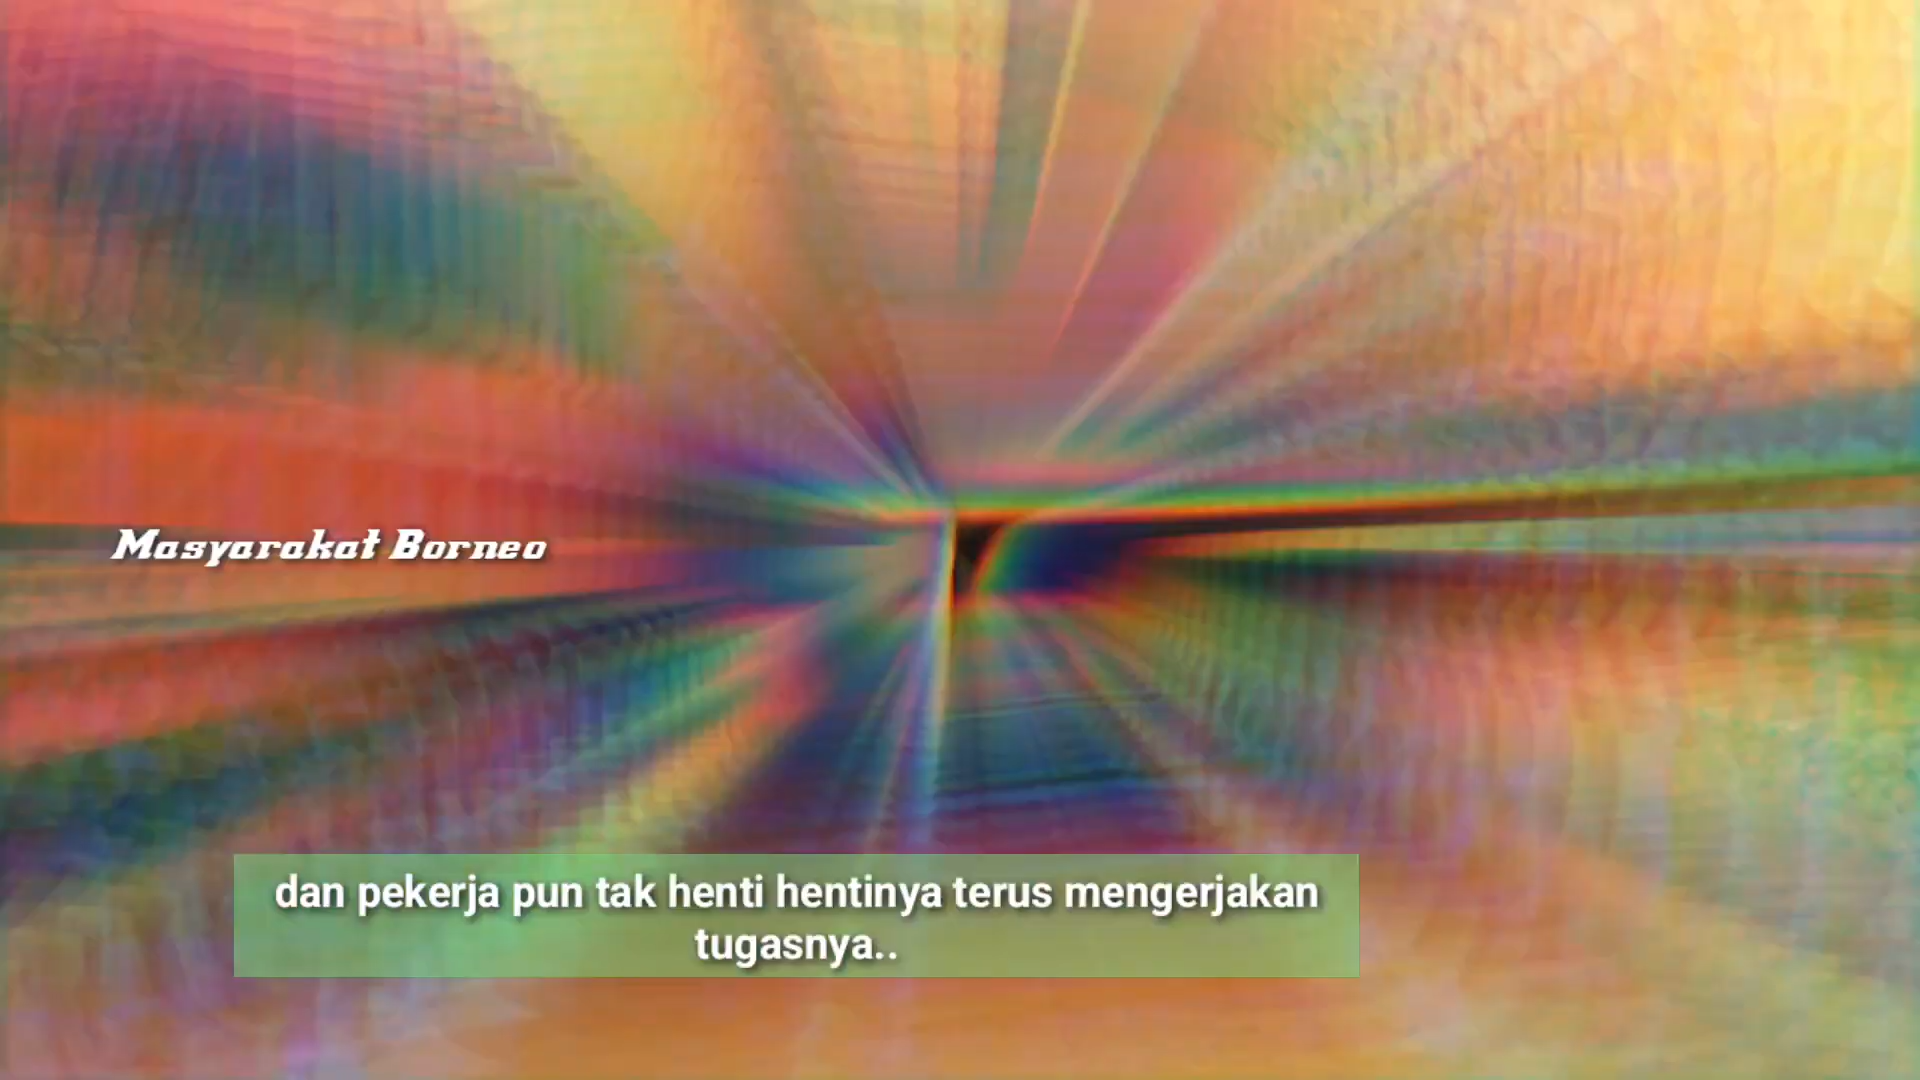 Masyarakat Borneo
dan pekerja pun tak henti hentinya terus mengerjakan
tugasnya..